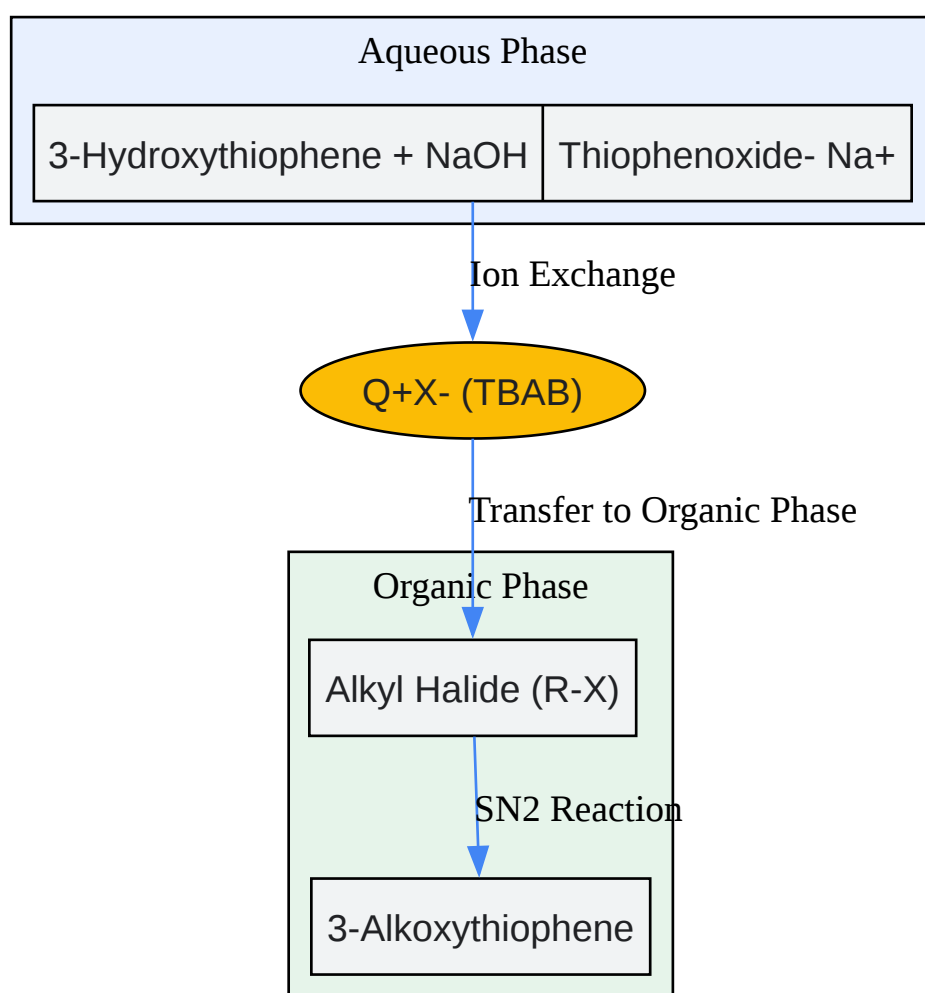 Aqueous Phase
3-Hydroxythiophene + NaOH
Thiophenoxide- Na+
Ion Exchange
Q+X- (TBAB)
Transfer to Organic Phase
Organic Phase
Alkyl Halide (R-X)
SN2 Reaction
3-Alkoxythiophene